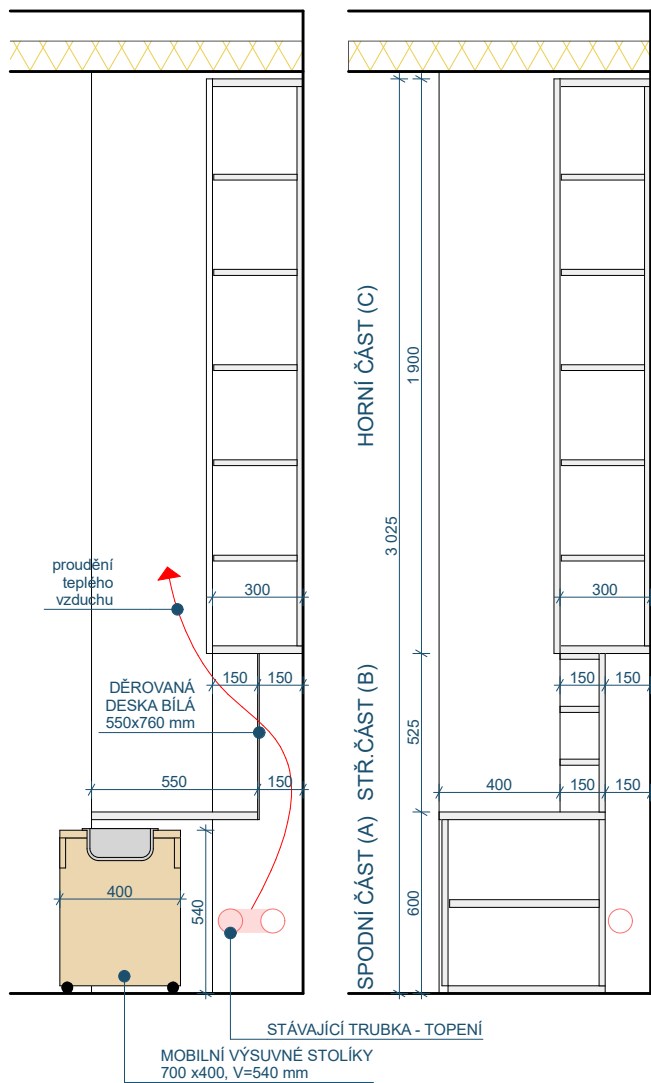 HORNÍ ČÁST (C)
1 900
3 025
proudění
teplého
vzduchu
300
300
150
150
DĚROVANÁ
DESKA BÍLÁ
550x760 mm
STŘ.ČÁST (B)
525
150
150
550
150
400
150
150
SPODNÍ ČÁST (A)
600
400
540
STÁVAJÍCÍ TRUBKA - TOPENÍ
MOBILNÍ VÝSUVNÉ STOLÍKY
700 x400, V=540 mm